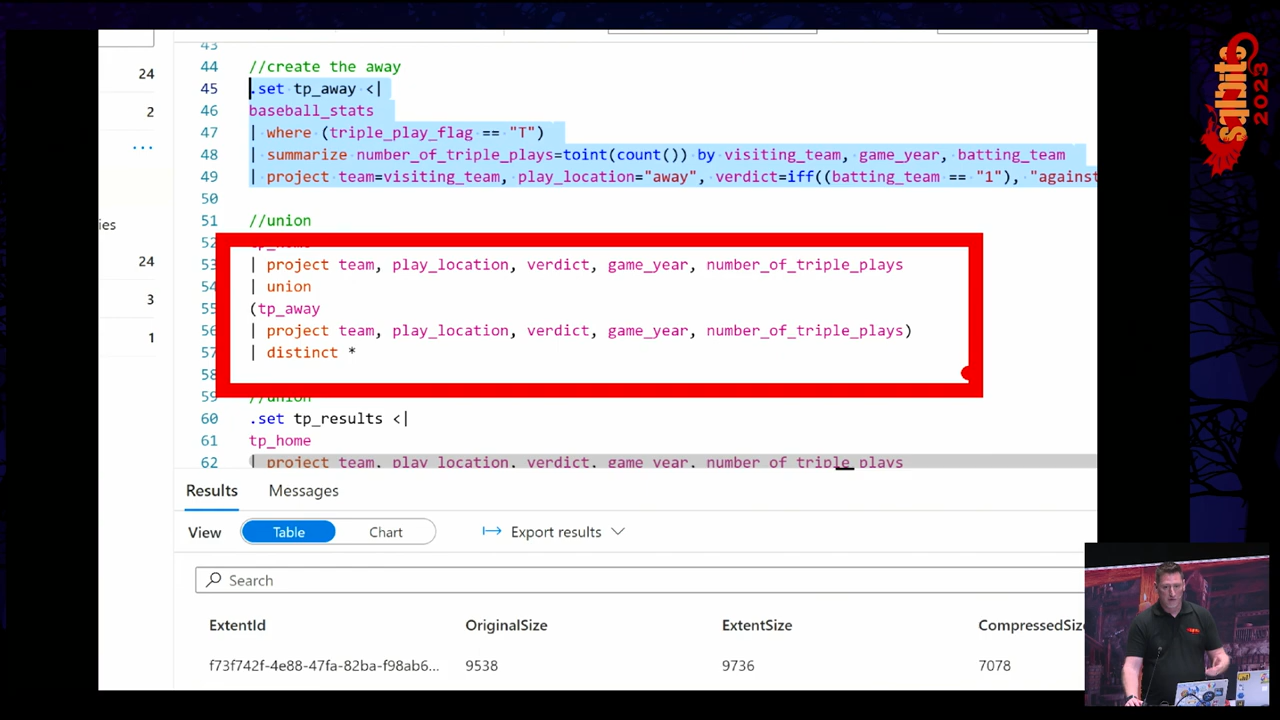 43
44 //create the away
45 .set tp_away <|
46 baseball_stats
47 | where (triple_play_flag == "T")
48 | summarize number_of_triple_plays=toint(count()) by visiting_team, game_year, batting_team
49 | project team=visiting_team, play_location="away", verdict=iff((batting_team == "1"), "against
50
51 //union
52 tp_home
53 | project team, play_location, verdict, game_year, number_of_triple_plays
54 | union
55 (tp_away
56 | project team, play_location, verdict, game_year, number_of_triple_plays)
57 | distinct *
58
59 //union
60 .set tp_results <|
61 tp_home
62 | project team, play_location, verdict, game_year, number_of_triple_plays
24
2
...
ies
24
3
1
Results Messages
View Table Chart Export results
Search
ExtentId OriginalSize ExtentSize CompressedSize
f73f742f-4e88-47fa-82ba-f98ab6... 9538 9736 7078
sqlbits
2023